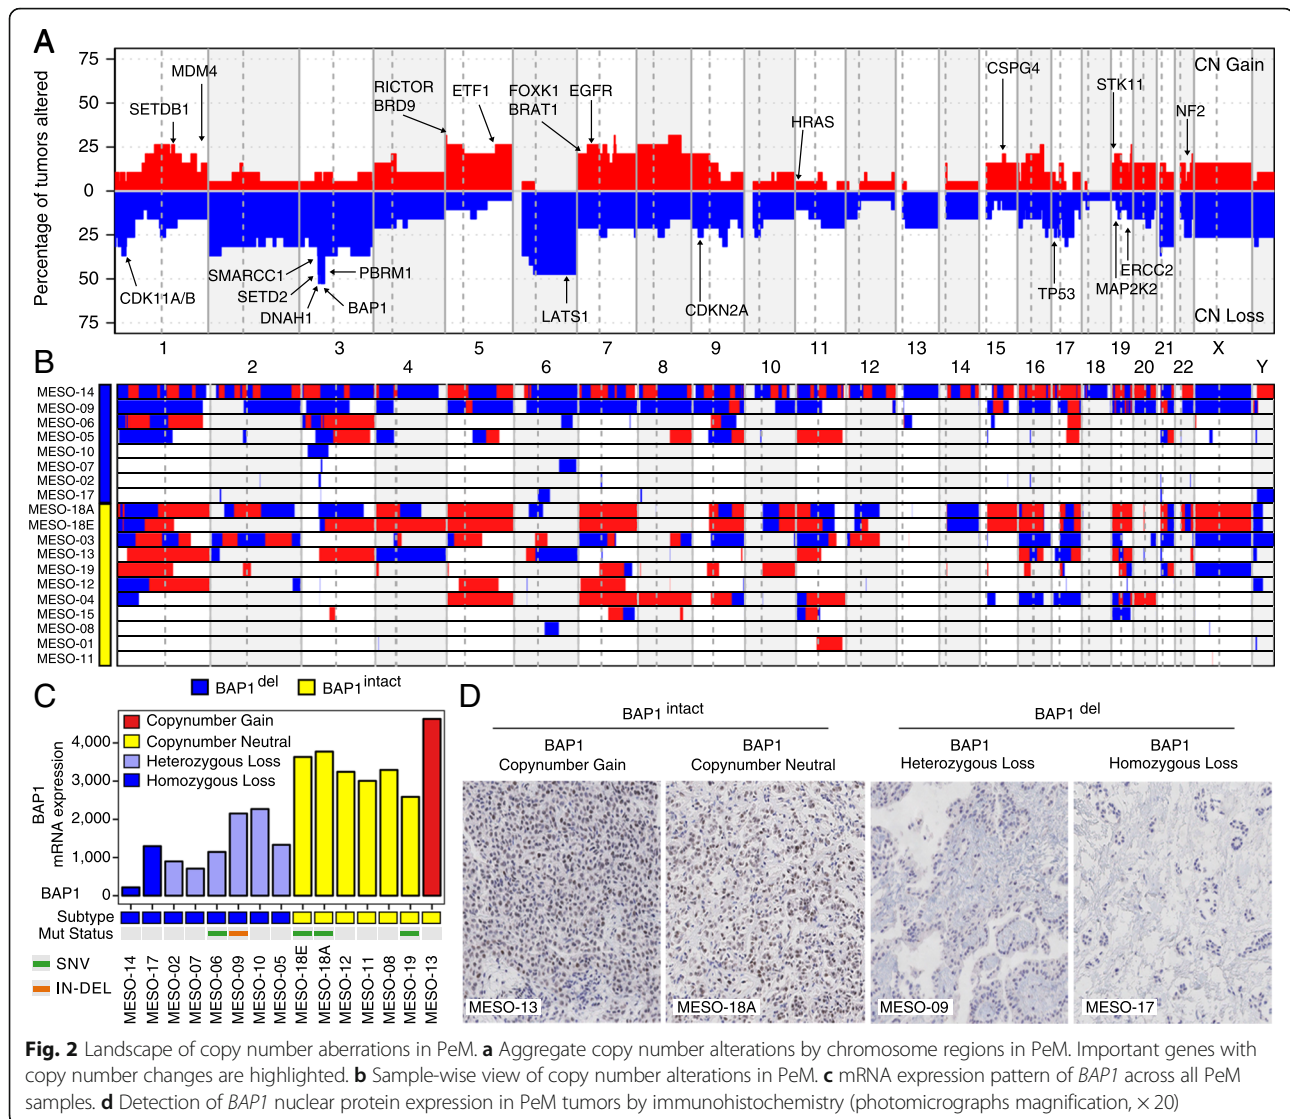 A
CN Gain
CN Loss
Percentage of tumors altered
75
50
25
0
25
50
75
MDM4
SETDB1
RICTOR
BRD9
ETF1
FOXK1
BRAT1
EGFR
HRAS
CSPG4
STK11
NF2
CDK11A/B
SMARCC1
SETD2
DNAH1
BAP1
PBRM1
LATS1
CDKN2A
TP53
MAP2K2
ERCC2
1 3 5 7 9 11 13 15 17 19 21 X
B
2 4 6 8 10 12 14 16 18 20 22 Y
MESO-14
MESO-09
MESO-06
MESO-05
MESO-10
MESO-07
MESO-02
MESO-17
MESO-18A
MESO-18E
MESO-03
MESO-13
MESO-19
MESO-12
MESO-04
MESO-15
MESO-08
MESO-01
MESO-11
BAP1 del BAP1 intact
C
Copynumber Gain
Copynumber Neutral
Heterozygous Loss
Homozygous Loss
BAP1
mRNA expression
4,000
3,000
2,000
1,000
0
BAP1
Subtype
Mut Status
SNV
IN-DEL
MESO-14
MESO-17
MESO-02
MESO-07
MESO-06
MESO-09
MESO-10
MESO-05
MESO-18E
MESO-18A
MESO-12
MESO-11
MESO-08
MESO-19
MESO-13
D
BAP1 intact
BAP1 del
BAP1
Copynumber Gain
BAP1
Copynumber Neutral
BAP1
Heterozygous Loss
BAP1
Homozygous Loss
MESO-13
MESO-18A
MESO-09
MESO-17
Fig. 2 Landscape of copy number aberrations in PeM. a Aggregate copy number alterations by chromosome regions in PeM. Important genes with
copy number changes are highlighted. b Sample-wise view of copy number alterations in PeM. c mRNA expression pattern of BAP1 across all PeM
samples. d Detection of BAP1 nuclear protein expression in PeM tumors by immunohistochemistry (photomicrographs magnification, × 20)